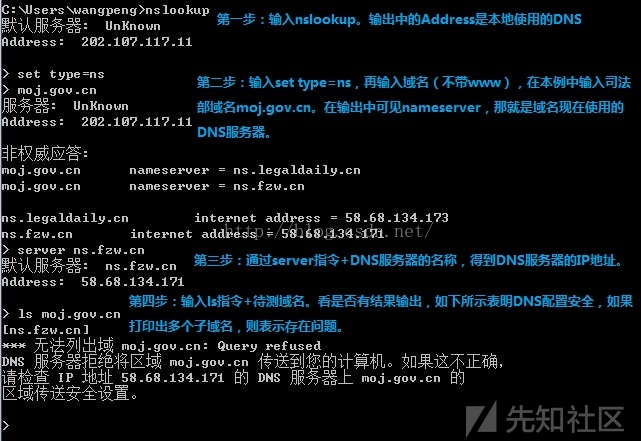 C:\Users\wangpeng>nslookup
第一步：输入nslookup。输出中的Address是本地使用的DNS
默认服务器:  UnKnown
Address:  202.107.117.11
> set type=ns
第二步：输入set type=ns，再输入域名（不带www），在本例中输入司法
> moj.gov.cn
部域名moj.gov.cn。在输出中可见nameserver，那就是域名现在使用的
服务器:  UnKnown
Address:  202.107.117.11
DNS服务器。
非权威应答:
moj.gov.cn      nameserver = ns.legaldaily.cn
moj.gov.cn      nameserver = ns.fzw.cn
ns.legaldaily.cn        internet address = 58.68.134.173
ns.fzw.cn       internet address = 58.68.134.171
http://blog.csdn.net/
> server ns.fzw.cn
第三步：通过server指令+DNS服务器的名称，得到DNS服务器的IP地址。
默认服务器:  ns.fzw.cn
Address:  58.68.134.171
第四步：输入ls指令+待测域名。看是否有结果输出，如下所示表明DNS配置安全，如果
> ls moj.gov.cn
打印出多个子域名，则表示存在问题。
[ns.fzw.cn]
*** 无法列出域 moj.gov.cn: Query refused
DNS 服务器拒绝将区域 moj.gov.cn 传送到您的计算机。如果这不正确，
请检查 IP 地址 58.68.134.171 的 DNS 服务器上 moj.gov.cn 的
区域传送安全设置。
>
先知社区